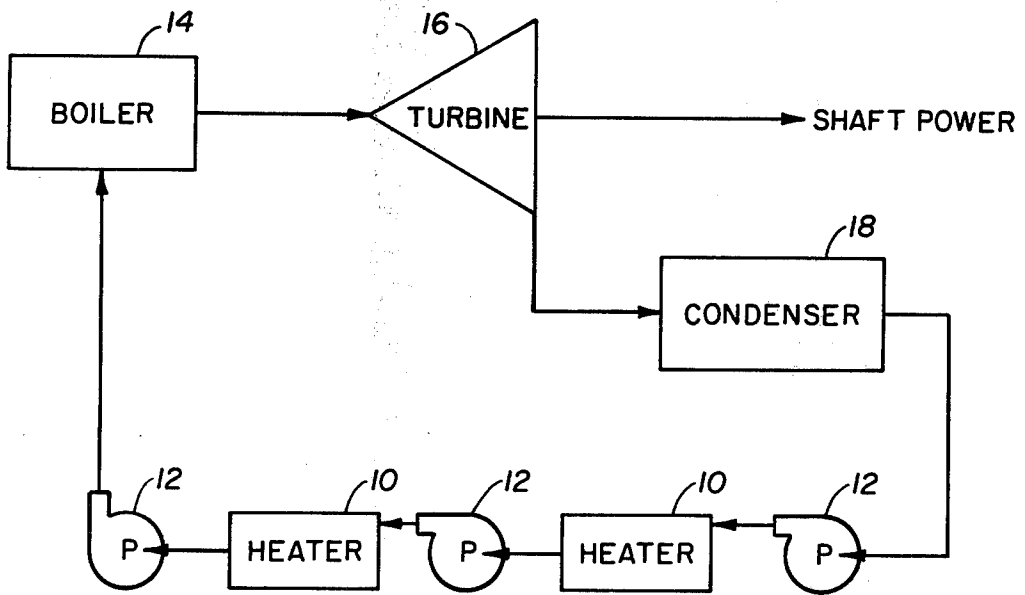 14
BOILER
16
TURBINE
SHAFT POWER
18
CONDENSER
12
P
10
HEATER
12
P
10
HEATER
12
P